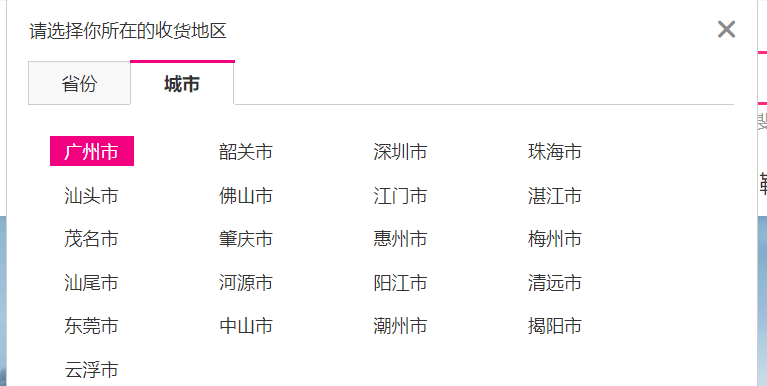 请选择你所在的收货地区
省份 城市
广州市 韶关市 深圳市 珠海市
汕头市 佛山市 江门市 湛江市
茂名市 肇庆市 惠州市 梅州市
汕尾市 河源市 阳江市 清远市
东莞市 中山市 潮州市 揭阳市
云浮市